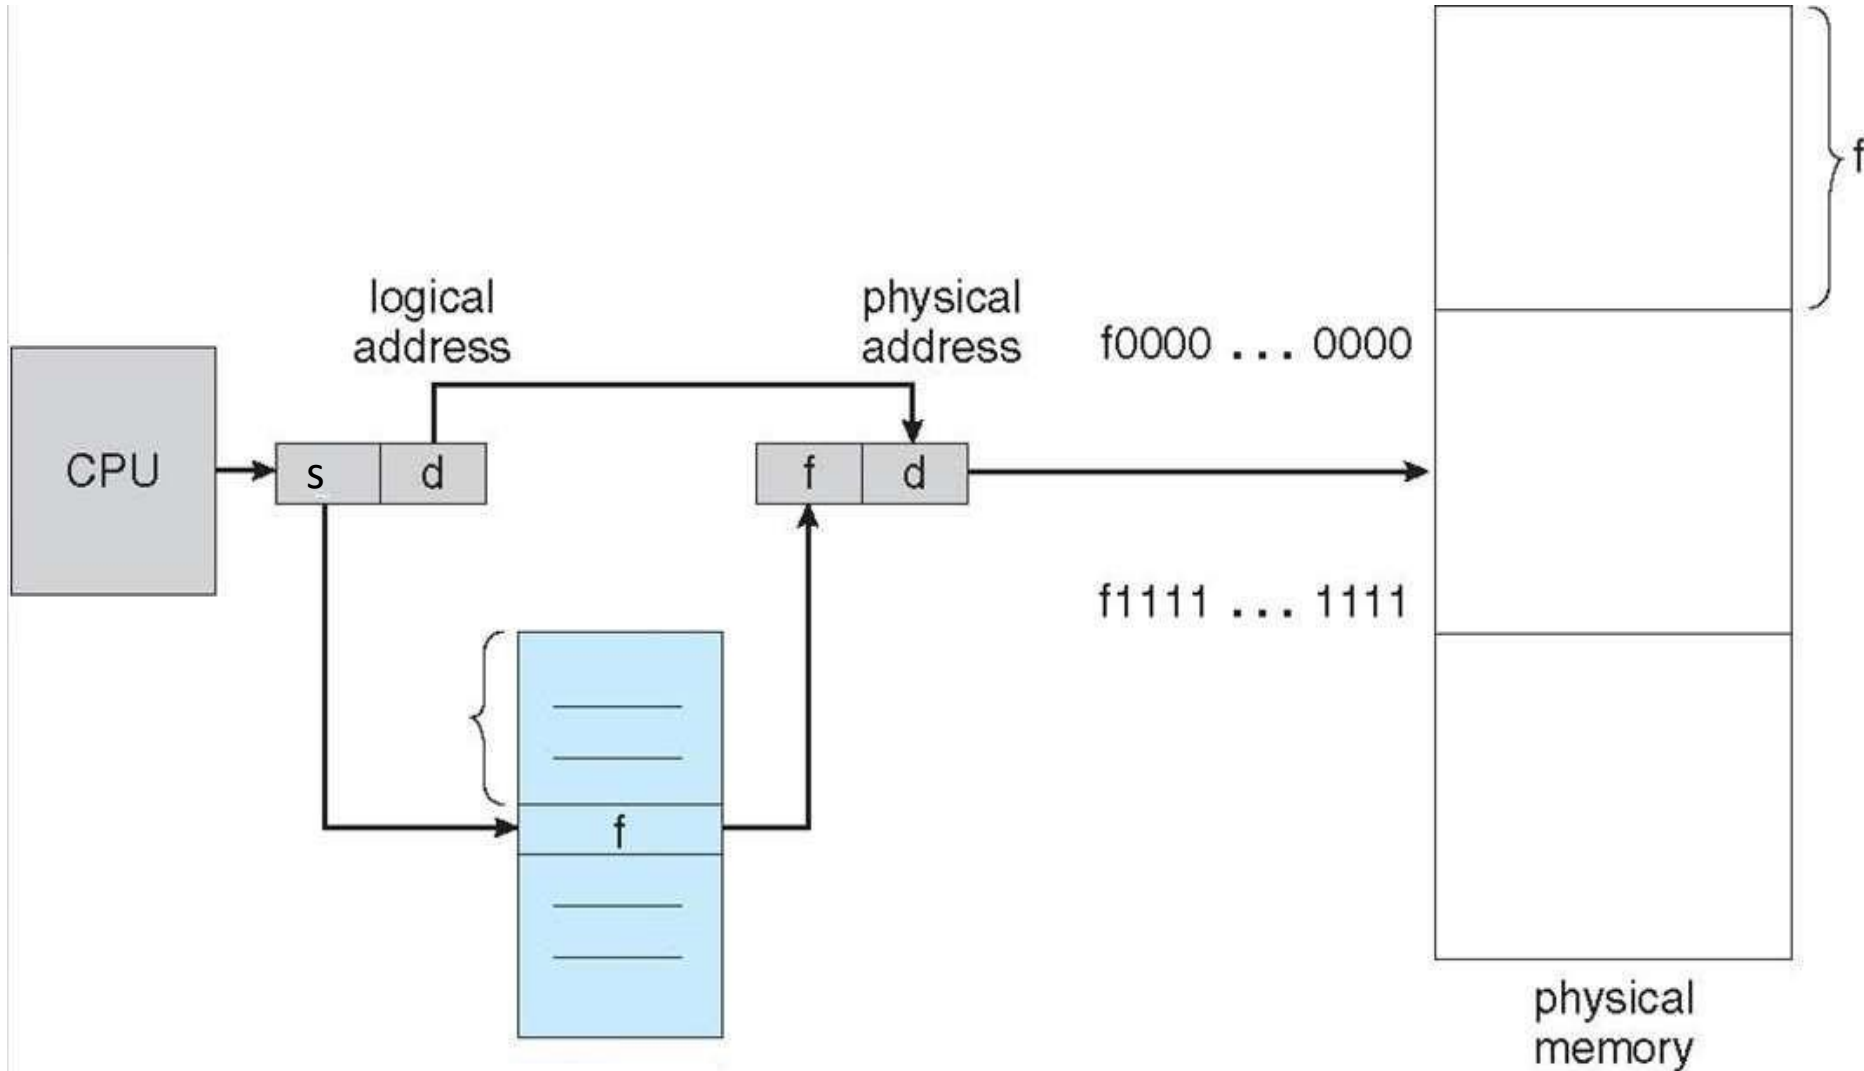 logical
address
physical
address
f0000 ... 0000
f
CPU
s
d
f
d
f1111 ... 1111
f
physical
memory